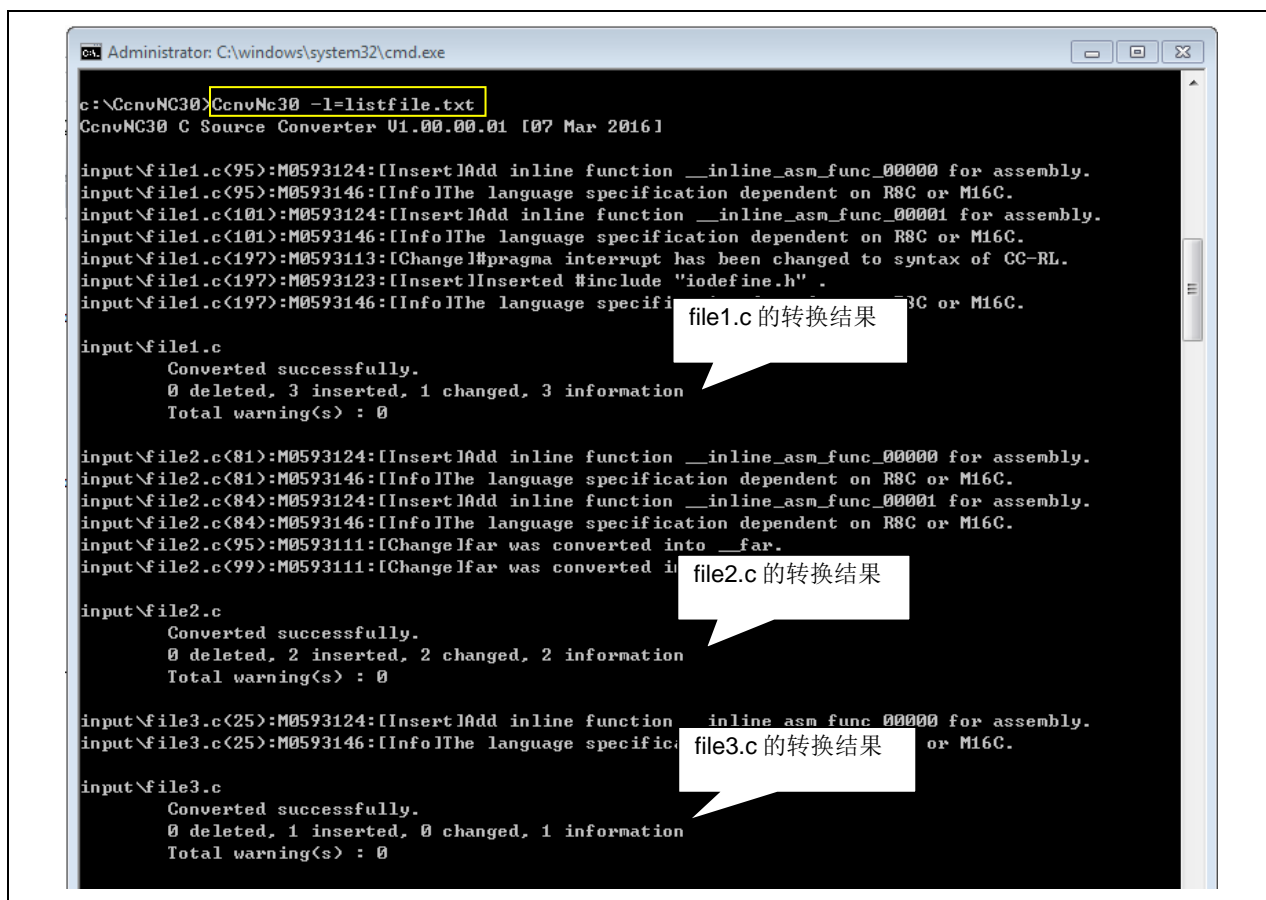 Administrator: C:\windows\system32\cmd.exe
c:\CcnvNC30>CcnvNc30 -l=listfile.txt
CcnvNC30 C Source Converter V1.00.00.01 [07 Mar 2016]
input\file1.c(95):M0593124:[Insert]Add inline function __inline_asm_func_00000 for assembly.
input\file1.c(95):M0593146:[Info]The language specification dependent on R8C or M16C.
input\file1.c(101):M0593124:[Insert]Add inline function __inline_asm_func_00001 for assembly.
input\file1.c(101):M0593146:[Info]The language specification dependent on R8C or M16C.
input\file1.c(197):M0593113:[Change]#pragma interrupt has been changed to syntax of CC-RL.
input\file1.c(197):M0593123:[Insert]Inserted #include "iodefine.h" .
input\file1.c(197):M0593146:[Info]The language specifi or M16C.
file1.c 的转换结果
input\file1.c
Converted successfully.
0 deleted, 3 inserted, 1 changed, 3 information
Total warning(s) : 0
input\file2.c(81):M0593124:[Insert]Add inline function __inline_asm_func_00000 for assembly.
input\file2.c(81):M0593146:[Info]The language specification dependent on R8C or M16C.
input\file2.c(84):M0593124:[Insert]Add inline function __inline_asm_func_00001 for assembly.
input\file2.c(84):M0593146:[Info]The language specification dependent on R8C or M16C.
input\file2.c(95):M0593111:[Change]far was converted into __far.
input\file2.c(99):M0593111:[Change]far was converted i
file2.c 的转换结果
input\file2.c
Converted successfully.
0 deleted, 2 inserted, 2 changed, 2 information
Total warning(s) : 0
input\file3.c(25):M0593124:[Insert]Add inline function __inline_asm_func_00000 for assembly.
input\file3.c(25):M0593146:[Info]The language specific or M16C.
file3.c 的转换结果
input\file3.c
Converted successfully.
0 deleted, 1 inserted, 0 changed, 1 information
Total warning(s) : 0